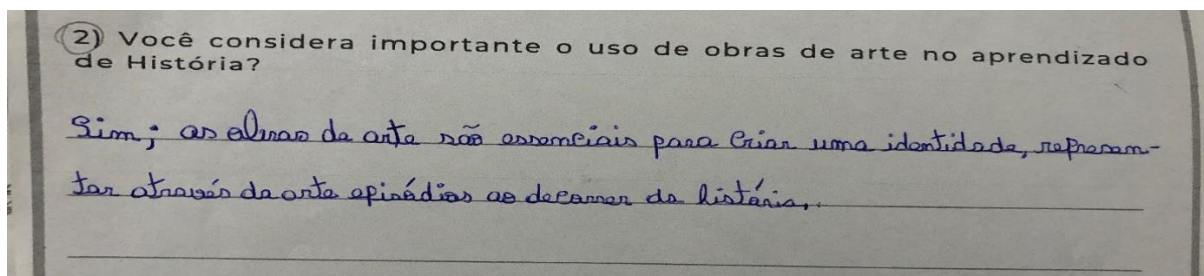 2) Você considera importante o uso de obras de arte no aprendizado
de História?
Sim; as obras de arte são essenciais para criar uma identidade, represen-
tar através da arte episódios ao decorrer da história.